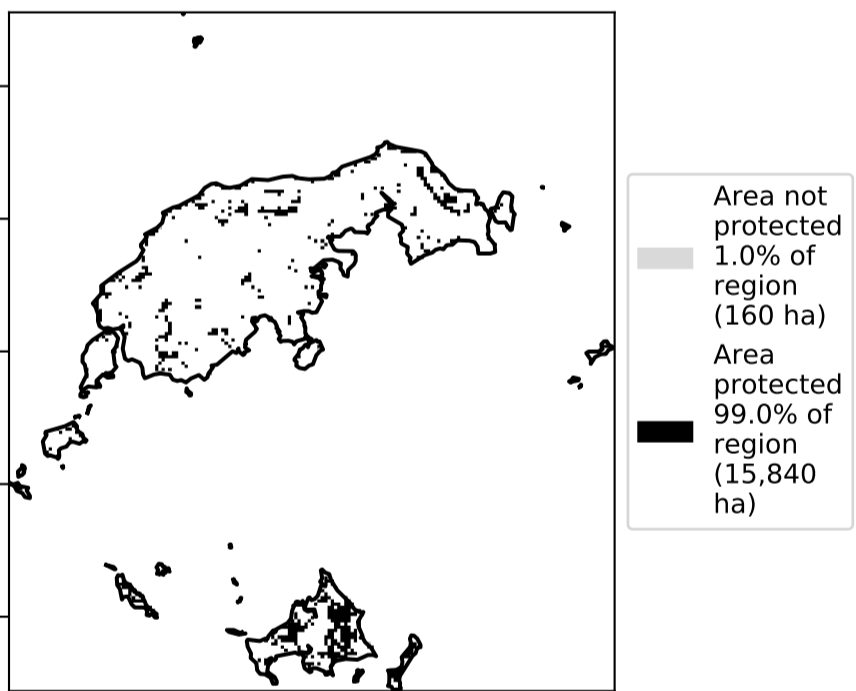 Area not
protected
1.0% of
region
(160 ha)
Area
protected
99.0% of
region
(15,840
ha)